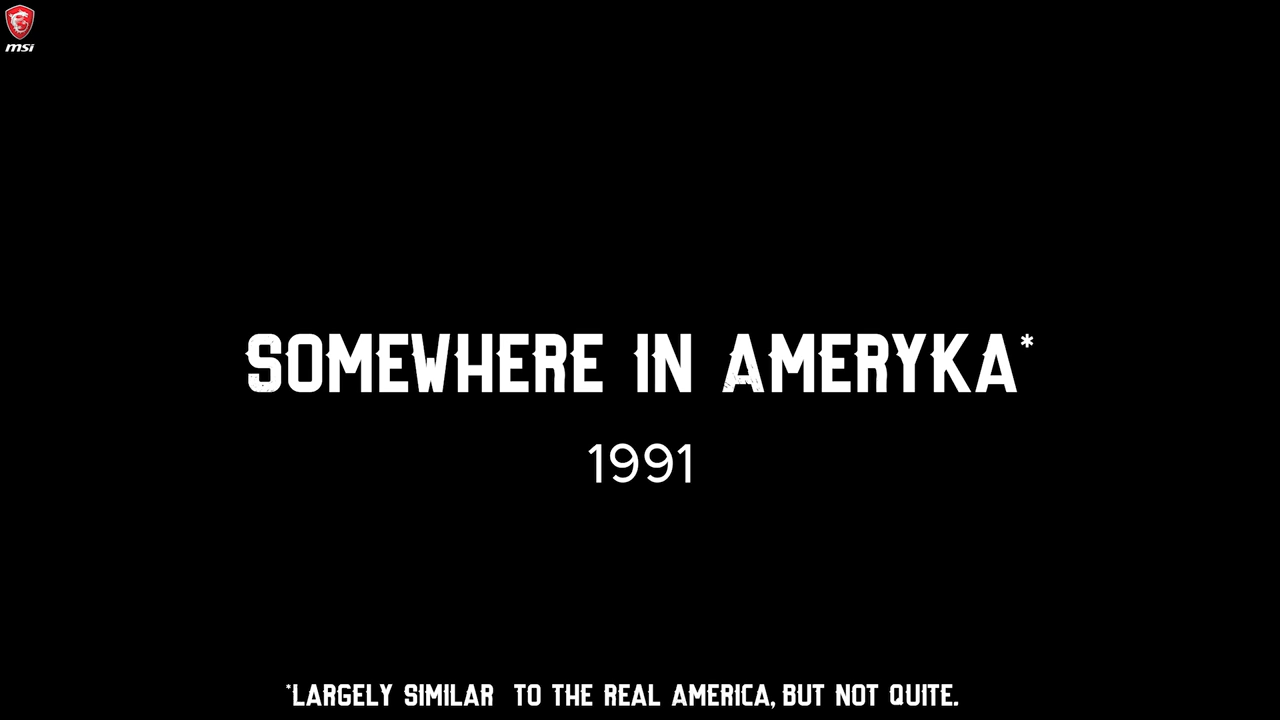 msi
SOMEWHERE IN AMERYKA*
1991
*LARGELY SIMILAR TO THE REAL AMERICA, BUT NOT QUITE.